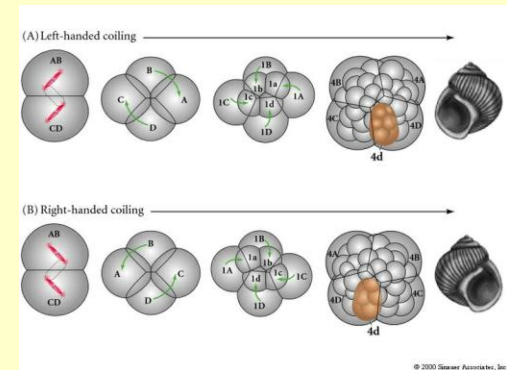 (A) Left-handed coiling
AB
CD
B
C
A
D
1B
1a
1b
1c
1d
1C
1A
1D
4B
4A
4C
4D
4d
(B) Right-handed coiling
AB
CD
B
A
C
D
1B
1a
1b
1A
1c
1C
1d
1D
4A
4B
4D
4C
4d
© 2000 Sinauer Associates, Inc